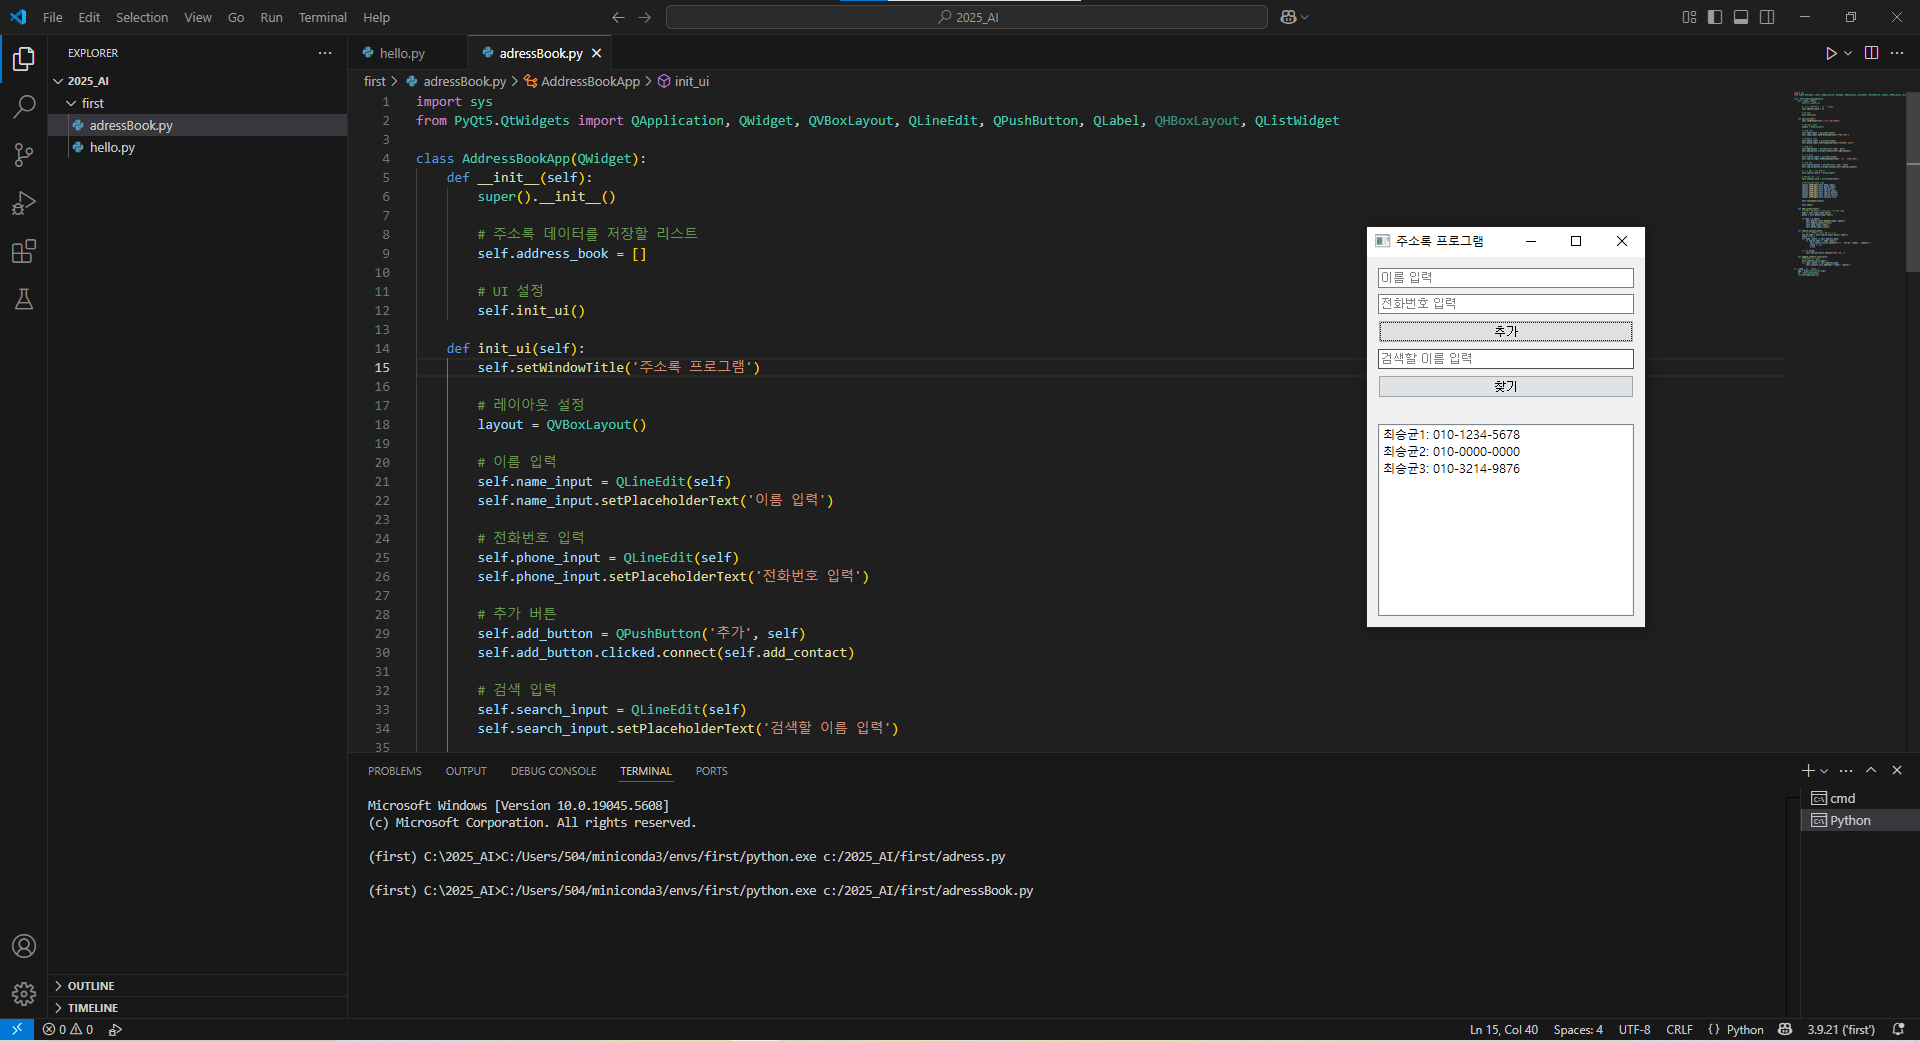 File Edit Selection View Go Run Terminal Help
2025_AI
EXPLORER
2025_AI
first
adressBook.py
hello.py
OUTLINE
TIMELINE
hello.py
adressBook.py
first > adressBook.py > AddressBookApp > init_ui
1 import sys
2 from PyQt5.QtWidgets import QApplication, QWidget, QVBoxLayout, QLineEdit, QPushButton, QLabel, QHBoxLayout, QListWidget
3
4 class AddressBookApp(QWidget):
5 def __init__(self):
6 super().__init__()
7
8 # 주소록 데이터를 저장할 리스트
9 self.address_book = []
10
11 # UI 설정
12 self.init_ui()
13
14 def init_ui(self):
15 self.setWindowTitle('주소록 프로그램')
16
17 # 레이아웃 설정
18 layout = QVBoxLayout()
19
20 # 이름 입력
21 self.name_input = QLineEdit(self)
22 self.name_input.setPlaceholderText('이름 입력')
23
24 # 전화번호 입력
25 self.phone_input = QLineEdit(self)
26 self.phone_input.setPlaceholderText('전화번호 입력')
27
28 # 추가 버튼
29 self.add_button = QPushButton('추가', self)
30 self.add_button.clicked.connect(self.add_contact)
31
32 # 검색 입력
33 self.search_input = QLineEdit(self)
34 self.search_input.setPlaceholderText('검색할 이름 입력')
35
주소록 프로그램
이름 입력
전화번호 입력
추가
검색할 이름 입력
찾기
최승균1: 010-1234-5678
최승균2: 010-0000-0000
최승균3: 010-3214-9876
PROBLEMS OUTPUT DEBUG CONSOLE TERMINAL PORTS
Microsoft Windows [Version 10.0.19045.5608]
(c) Microsoft Corporation. All rights reserved.
(first) C:\2025_AI>C:/Users/504/miniconda3/envs/first/python.exe c:/2025_AI/first/adress.py
(first) C:\2025_AI>C:/Users/504/miniconda3/envs/first/python.exe c:/2025_AI/first/adressBook.py
cmd
Python
0 0
Ln 15, Col 40 Spaces: 4 UTF-8 CRLF {} Python 3.9.21 ('first')